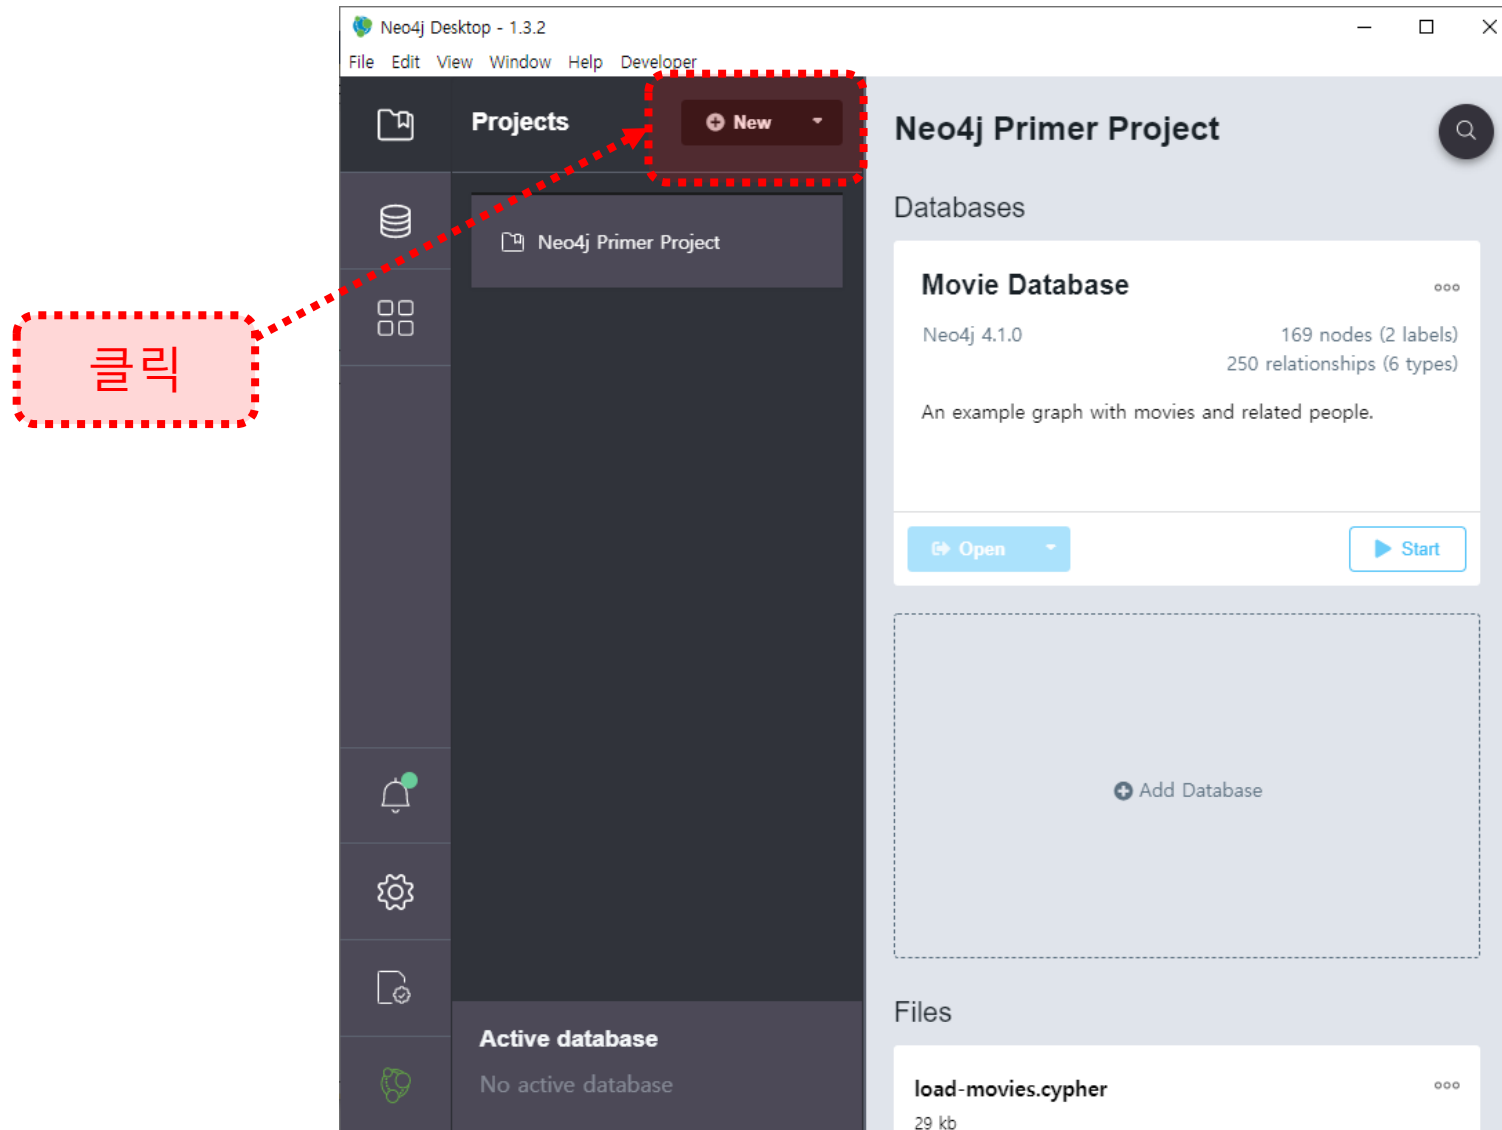 Neo4j Desktop - 1.3.2
File Edit View Window Help Developer
Projects
New
Neo4j Primer Project
클릭
Active database
No active database
Neo4j Primer Project
Databases
Movie Database
Neo4j 4.1.0
169 nodes (2 labels)
250 relationships (6 types)
An example graph with movies and related people.
Open
Start
Add Database
Files
load-movies.cypher
29 kb